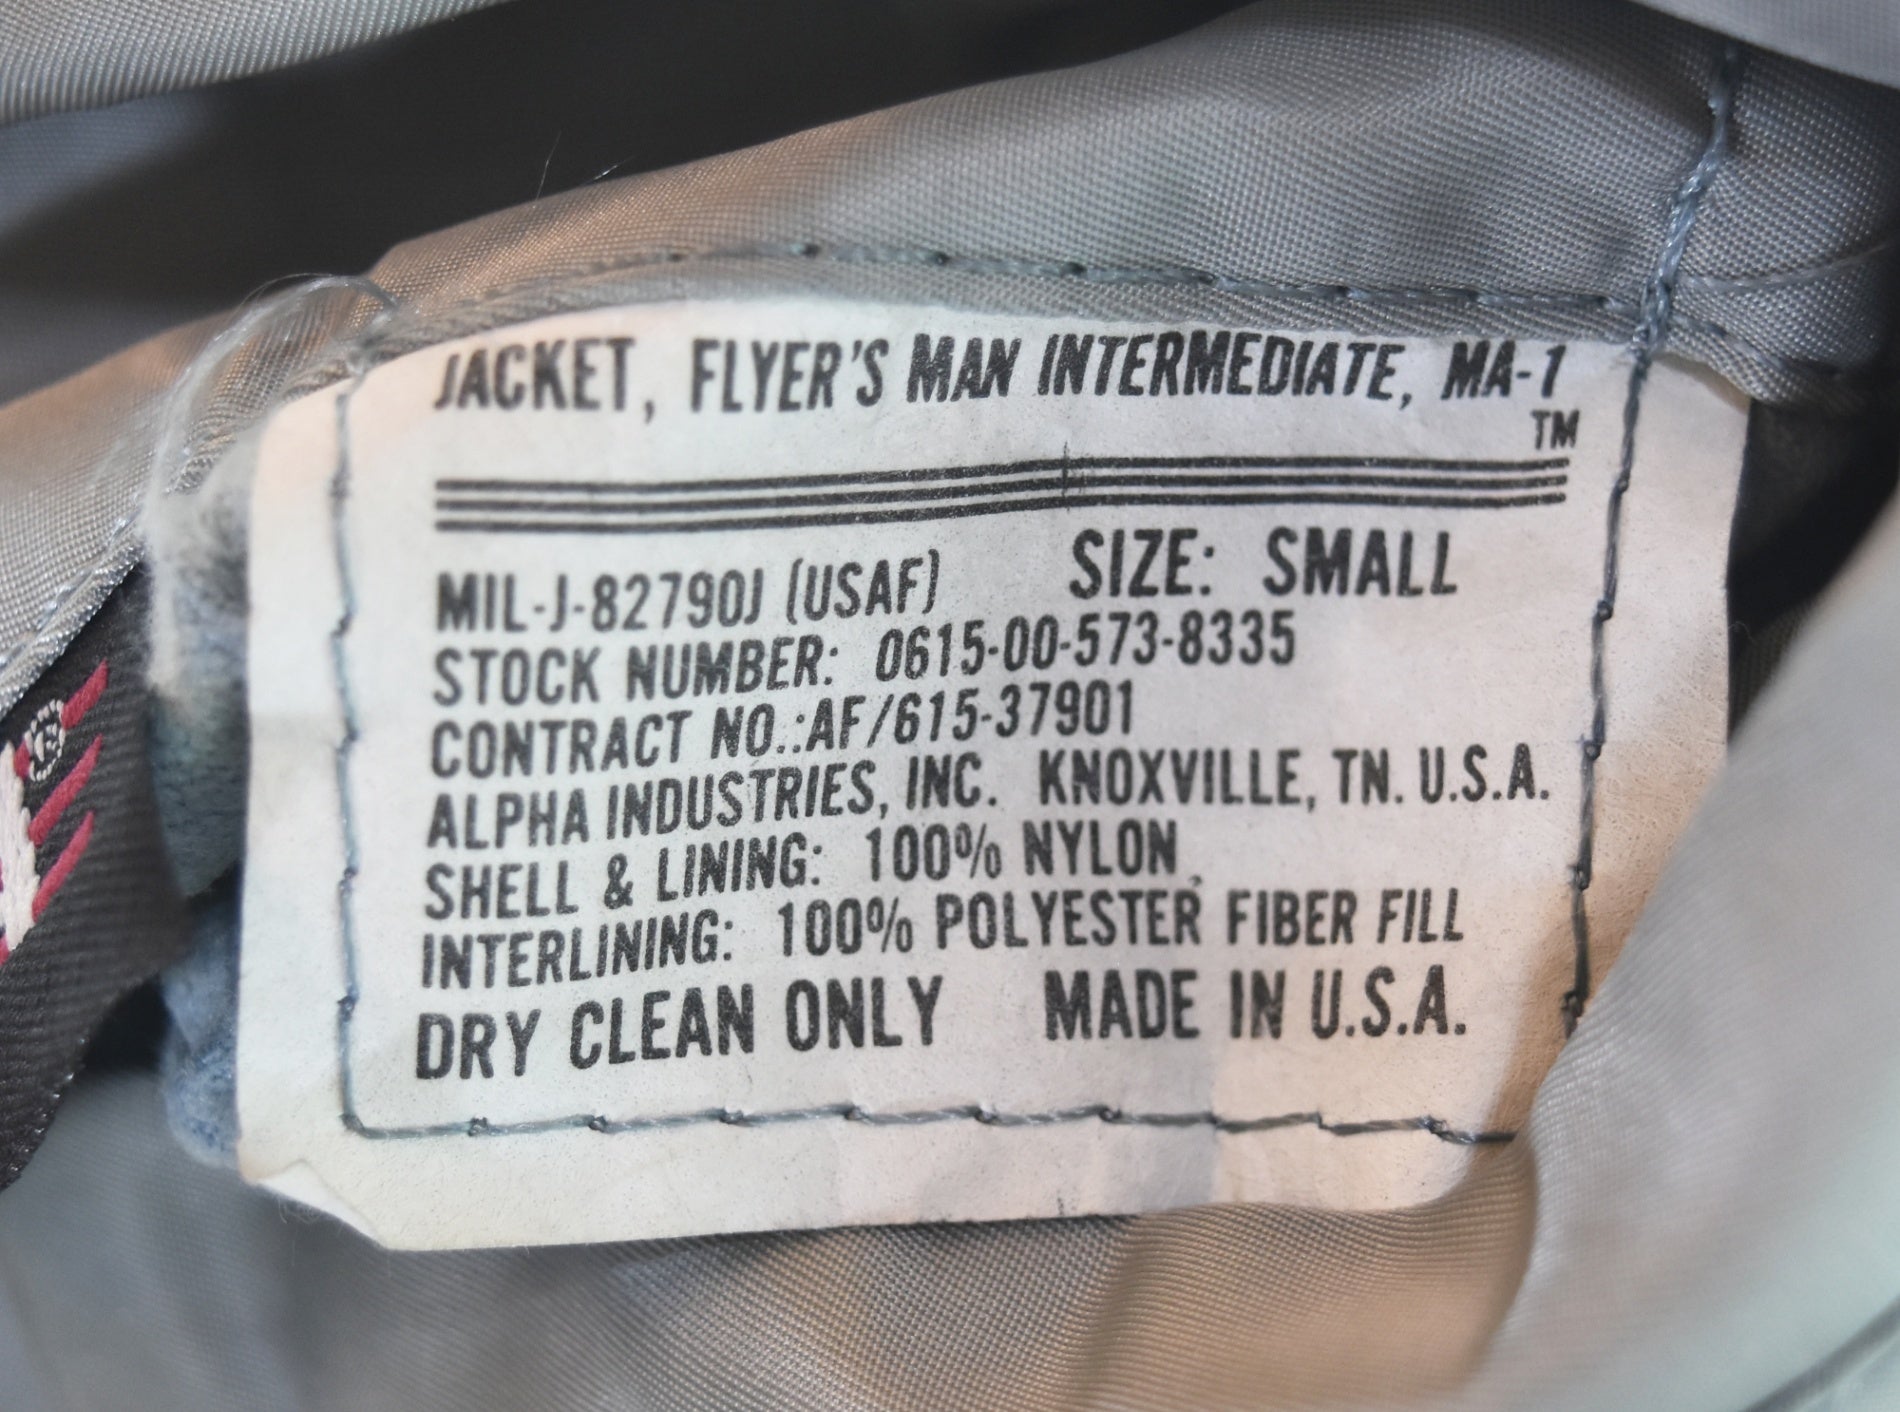 JACKET, FLYER'S MAN INTERMEDIATE, MA-1
TM
MIL-J-82790J (USAF) SIZE: SMALL
STOCK NUMBER: 0615-00-573-8335
CONTRACT NO.:AF/615-37901
ALPHA INDUSTRIES, INC. KNOXVILLE, TN. U.S.A.
SHELL & LINING: 100% NYLON
INTERLINING: 100% POLYESTER FIBER FILL
DRY CLEAN ONLY MADE IN U.S.A.